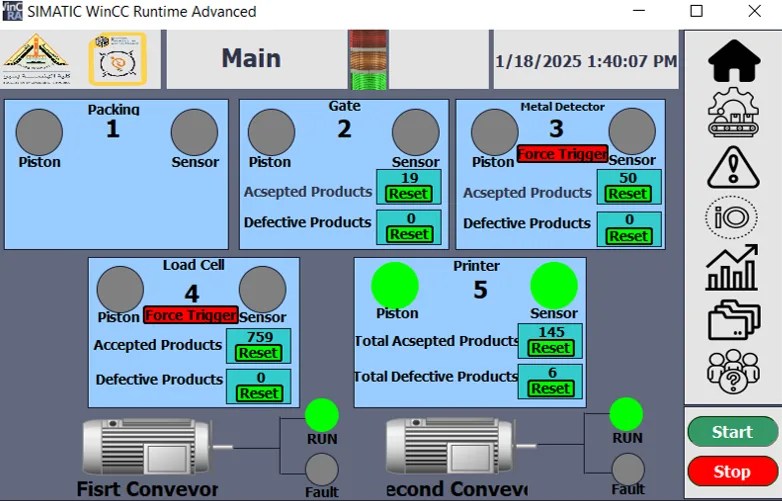 SIMATIC WinCC Runtime Advanced
Main
1/18/2025 1:40:07 PM
Packing
1
Piston
Sensor
Gate
2
Piston
Sensor
Acsepted Products
19
Reset
Defective Products
0
Reset
Metal Detector
3
Piston
Force Trigger
Sensor
Acsepted Products
50
Reset
Defective Products
0
Reset
Load Cell
4
Piston
Force Trigger
Sensor
Accepted Products
759
Reset
Defective Products
0
Reset
Printer
5
Piston
Sensor
Total Acsepted Products
145
Reset
Total Defective Products
6
Reset
RUN
Fault
Fisrt Conveyor
RUN
Fault
econd Conve
iO
Start
Stop